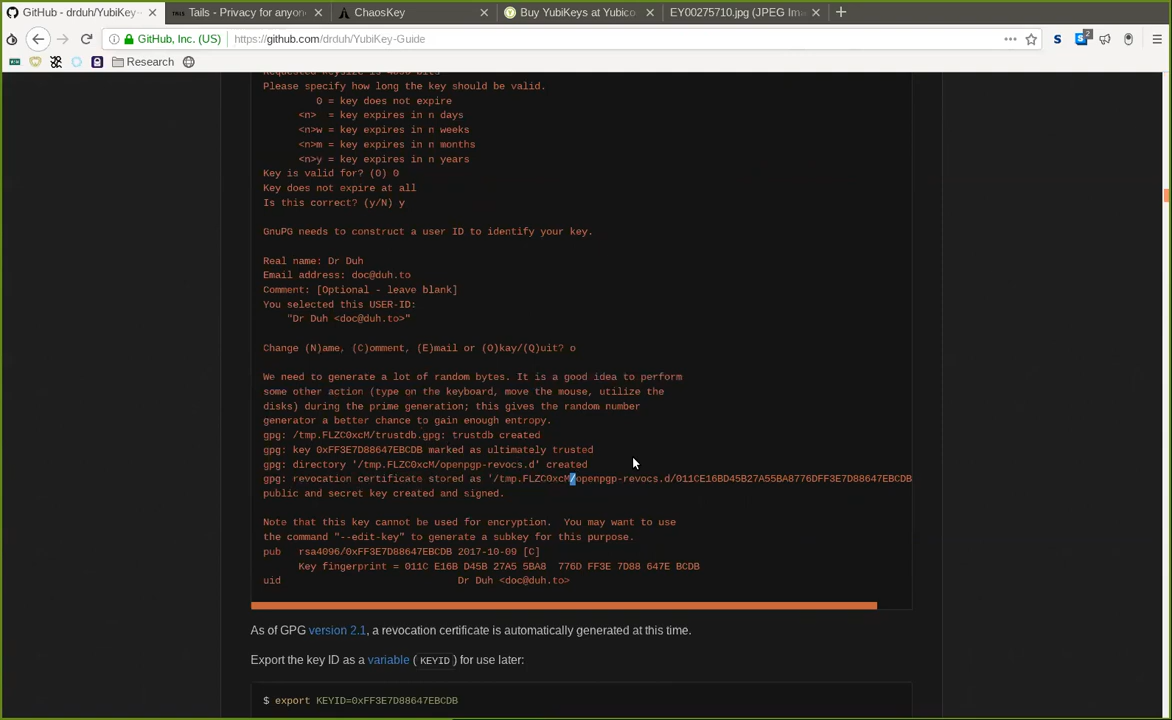 GitHub - drduh/YubiKey-
Tails - Privacy for anyon
ChaosKey
Buy YubiKeys at Yubico
EY00275710.jpg (JPEG Ima
GitHub, Inc. (US)
https://github.com/drduh/YubiKey-Guide
S
2
Research
Requested keysize is 4096 bits
Please specify how long the key should be valid.
0 = key does not expire
<n>  = key expires in n days
<n>w = key expires in n weeks
<n>m = key expires in n months
<n>y = key expires in n years
Key is valid for? (0) 0
Key does not expire at all
Is this correct? (y/N) y
GnuPG needs to construct a user ID to identify your key.
Real name: Dr Duh
Email address: doc@duh.to
Comment: [Optional - leave blank]
You selected this USER-ID:
"Dr Duh <doc@duh.to>"
Change (N)ame, (C)omment, (E)mail or (O)kay/(Q)uit? o
We need to generate a lot of random bytes. It is a good idea to perform
some other action (type on the keyboard, move the mouse, utilize the
disks) during the prime generation; this gives the random number
generator a better chance to gain enough entropy.
gpg: /tmp.FLZC0xcM/trustdb.gpg: trustdb created
gpg: key 0xFF3E7D88647EBCDB marked as ultimately trusted
gpg: directory '/tmp.FLZC0xcM/openpgp-revocs.d' created
gpg: revocation certificate stored as '/tmp.FLZC0xcM/openpgp-revocs.d/011CE16BD45B27A55BA8776DFF3E7D88647EBCDB
public and secret key created and signed.
Note that this key cannot be used for encryption.  You may want to use
the command "--edit-key" to generate a subkey for this purpose.
pub   rsa4096/0xFF3E7D88647EBCDB 2017-10-09 [C]
Key fingerprint = 011C E16B D45B 27A5 5BA8  776D FF3E 7D88 647E BCDB
uid                            Dr Duh <doc@duh.to>
As of GPG version 2.1, a revocation certificate is automatically generated at this time.
Export the key ID as a variable ( KEYID ) for use later:
$ export KEYID=0xFF3E7D88647EBCDB